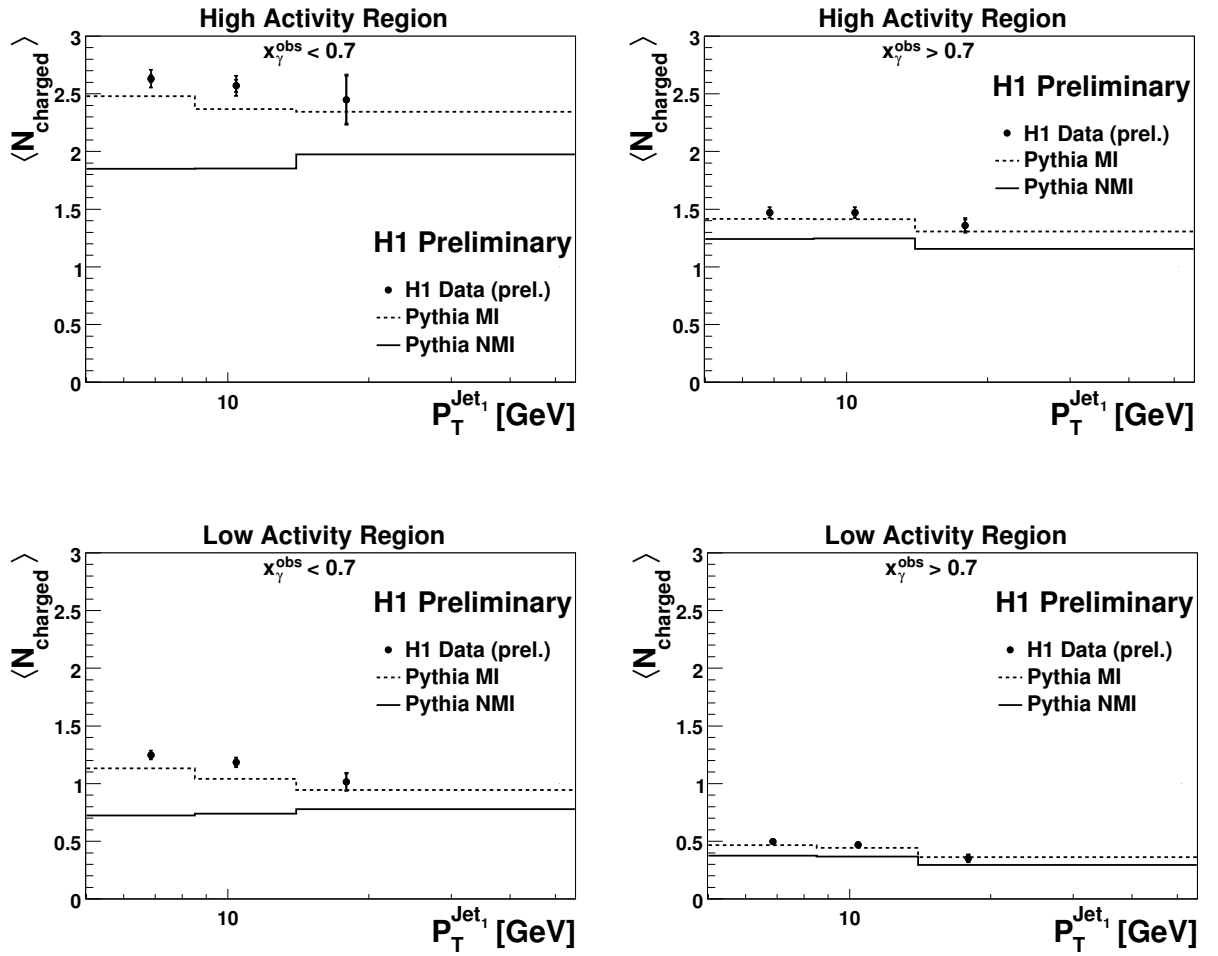 High Activity Region
x_γ^obs < 0.7
⟨N_charged⟩
3
2.5
2
1.5
1
0.5
0
H1 Preliminary
H1 Data (prel.)
Pythia MI
Pythia NMI
10
P_T^Jet₁ [GeV]
High Activity Region
x_γ^obs > 0.7
⟨N_charged⟩
3
2.5
2
1.5
1
0.5
0
H1 Preliminary
H1 Data (prel.)
Pythia MI
Pythia NMI
10
P_T^Jet₁ [GeV]
Low Activity Region
x_γ^obs < 0.7
⟨N_charged⟩
3
2.5
2
1.5
1
0.5
0
H1 Preliminary
H1 Data (prel.)
Pythia MI
Pythia NMI
10
P_T^Jet₁ [GeV]
Low Activity Region
x_γ^obs > 0.7
⟨N_charged⟩
3
2.5
2
1.5
1
0.5
0
H1 Preliminary
H1 Data (prel.)
Pythia MI
Pythia NMI
10
P_T^Jet₁ [GeV]